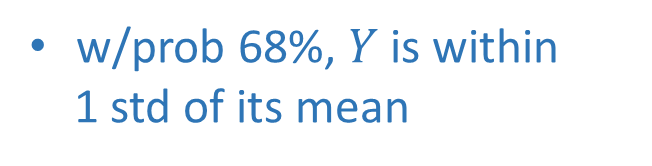 • w/prob 68%, Y is within
1 std of its mean